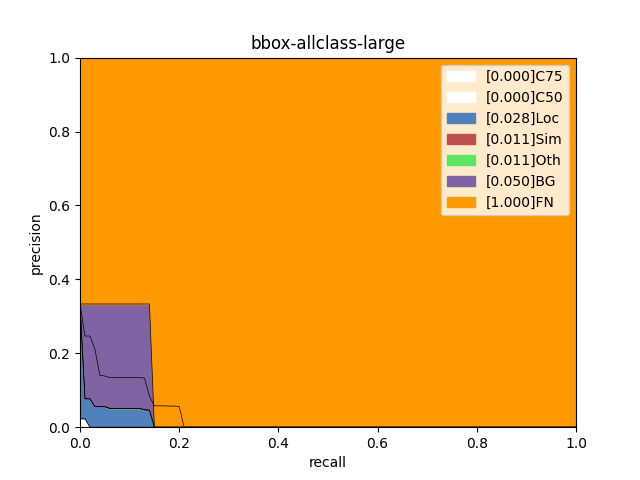 bbox-allclass-large
1.0
0.8
0.6
0.4
0.2
0.0
precision
[0.000]C75
[0.000]C50
[0.028]Loc
[0.011]Sim
[0.011]Oth
[0.050]BG
[1.000]FN
0.0 0.2 0.4 0.6 0.8 1.0
recall